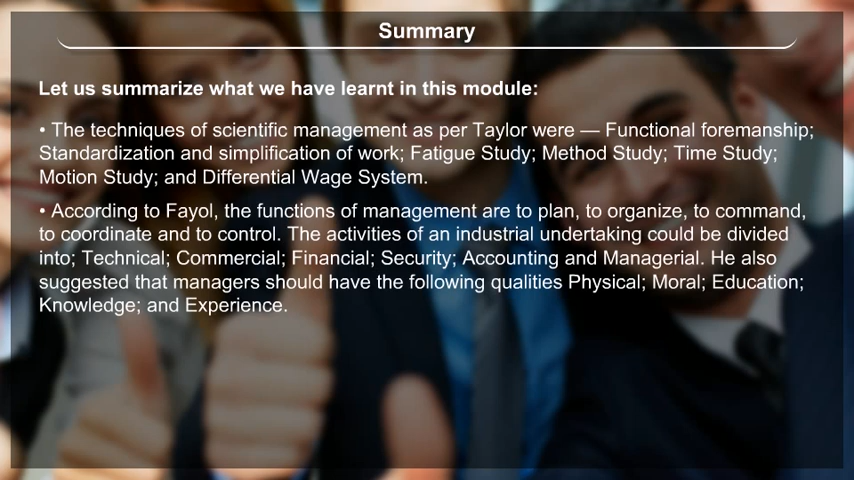 Summary
Let us summarize what we have learnt in this module:
• The techniques of scientific management as per Taylor were — Functional foremanship;
Standardization and simplification of work; Fatigue Study; Method Study; Time Study;
Motion Study; and Differential Wage System.
• According to Fayol, the functions of management are to plan, to organize, to command,
to coordinate and to control. The activities of an industrial undertaking could be divided
into; Technical; Commercial; Financial; Security; Accounting and Managerial. He also
suggested that managers should have the following qualities Physical; Moral; Education;
Knowledge; and Experience.